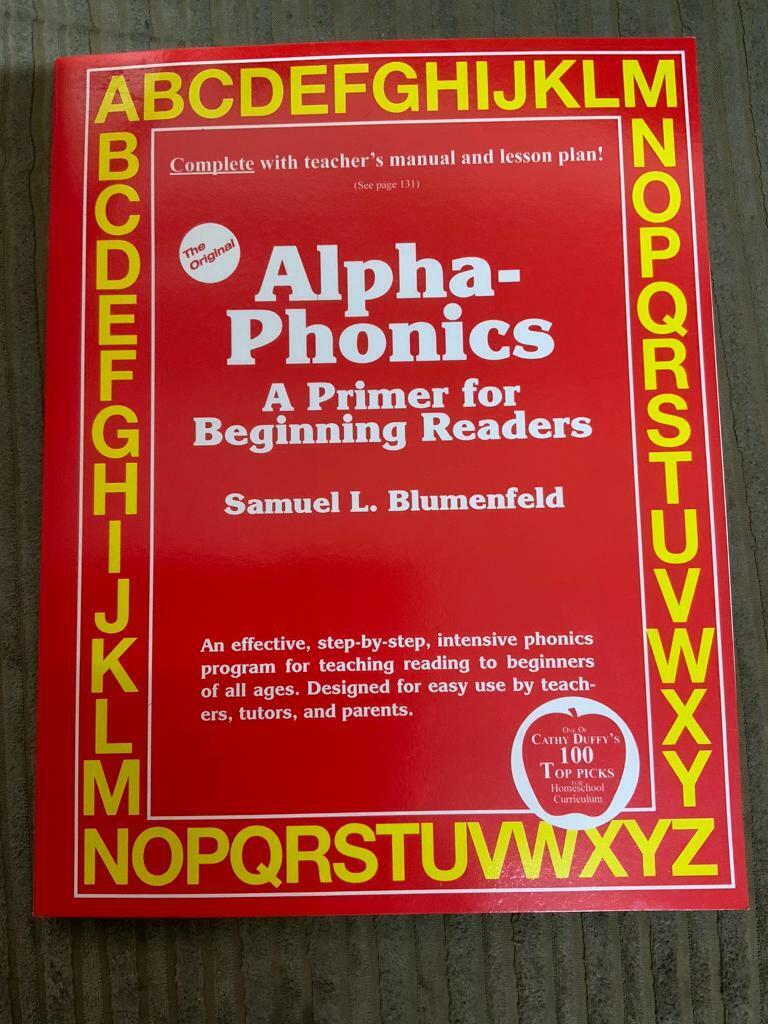 ABCDEFGHIJKLM
B
C
D
E
F
G
H
I
J
K
L
M
N
O
P
Q
R
S
T
U
V
W
X
Y
Complete with teacher's manual and lesson plan!
(See page 131)
The
Original
Alpha-
Phonics
A Primer for
Beginning Readers
Samuel L. Blumenfeld
An effective, step-by-step, intensive phonics
program for teaching reading to beginners
of all ages. Designed for easy use by teach-
ers, tutors, and parents.
One Of
Cathy Duffy's
100
Top Picks
for
Homeschool
Curriculum
NOPQRSTUVWXYZ